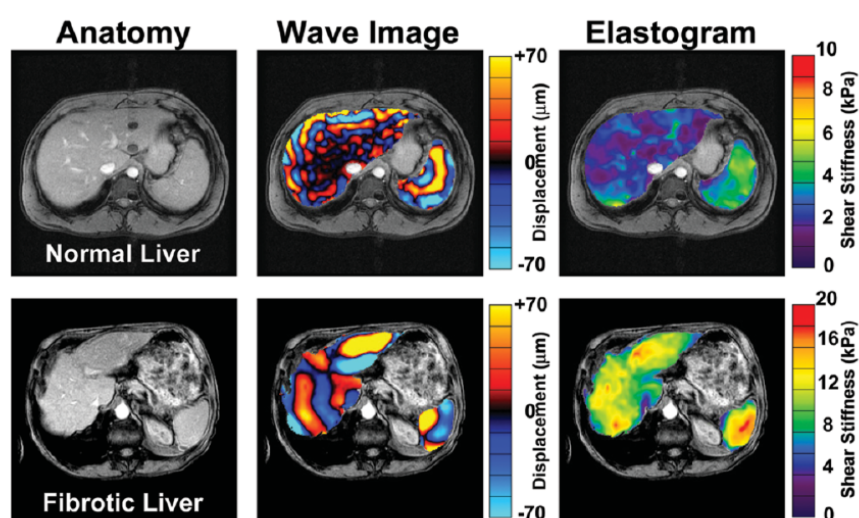 Anatomy
Wave Image
Elastogram
Normal Liver
+70
0
-70
Displacement (μm)
10
8
6
4
2
0
Shear Stiffness (kPa)
Fibrotic Liver
+70
0
-70
Displacement (μm)
20
16
12
8
4
0
Shear Stiffness (kPa)